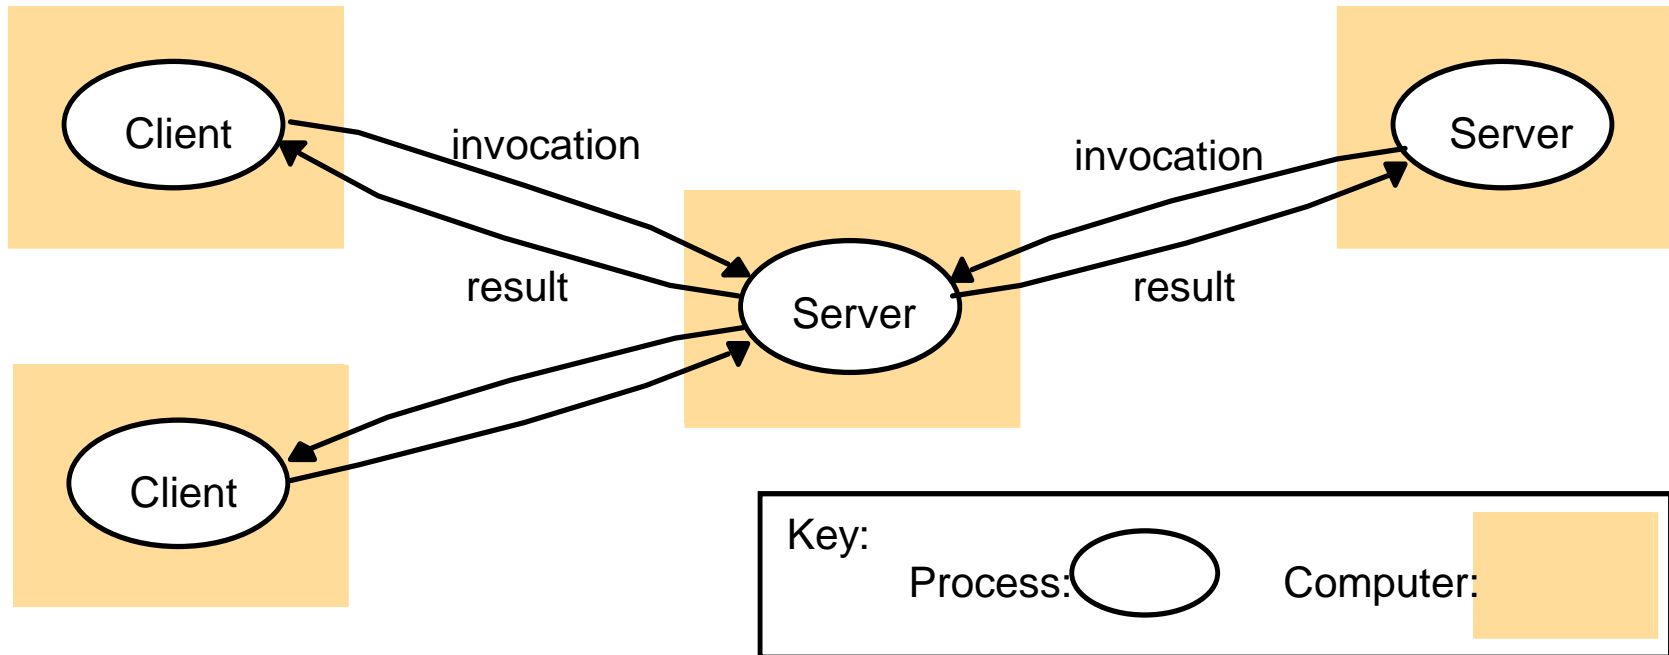 Client
invocation
result
Server
invocation
result
Server
Client
Key:
Process:
Computer: